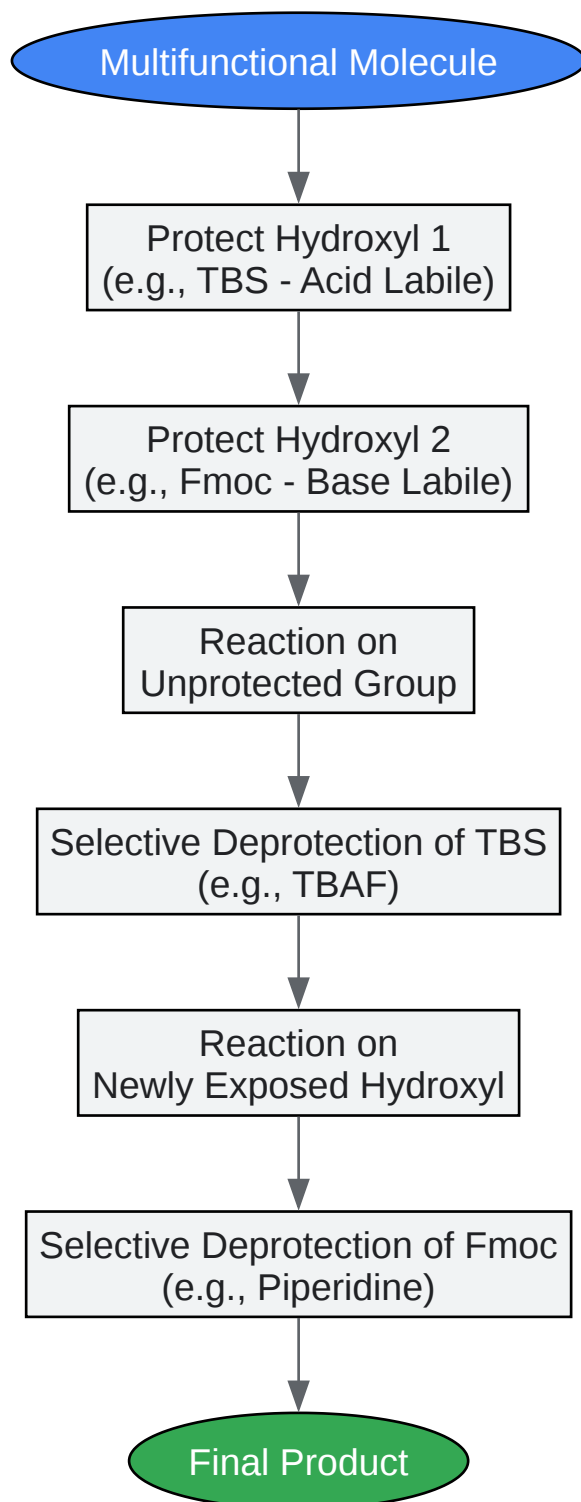 Multifunctional Molecule
Protect Hydroxyl 1
(e.g., TBS - Acid Labile)
Protect Hydroxyl 2
(e.g., Fmoc - Base Labile)
Reaction on
Unprotected Group
Selective Deprotection of TBS
(e.g., TBAF)
Reaction on
Newly Exposed Hydroxyl
Selective Deprotection of Fmoc
(e.g., Piperidine)
Final Product